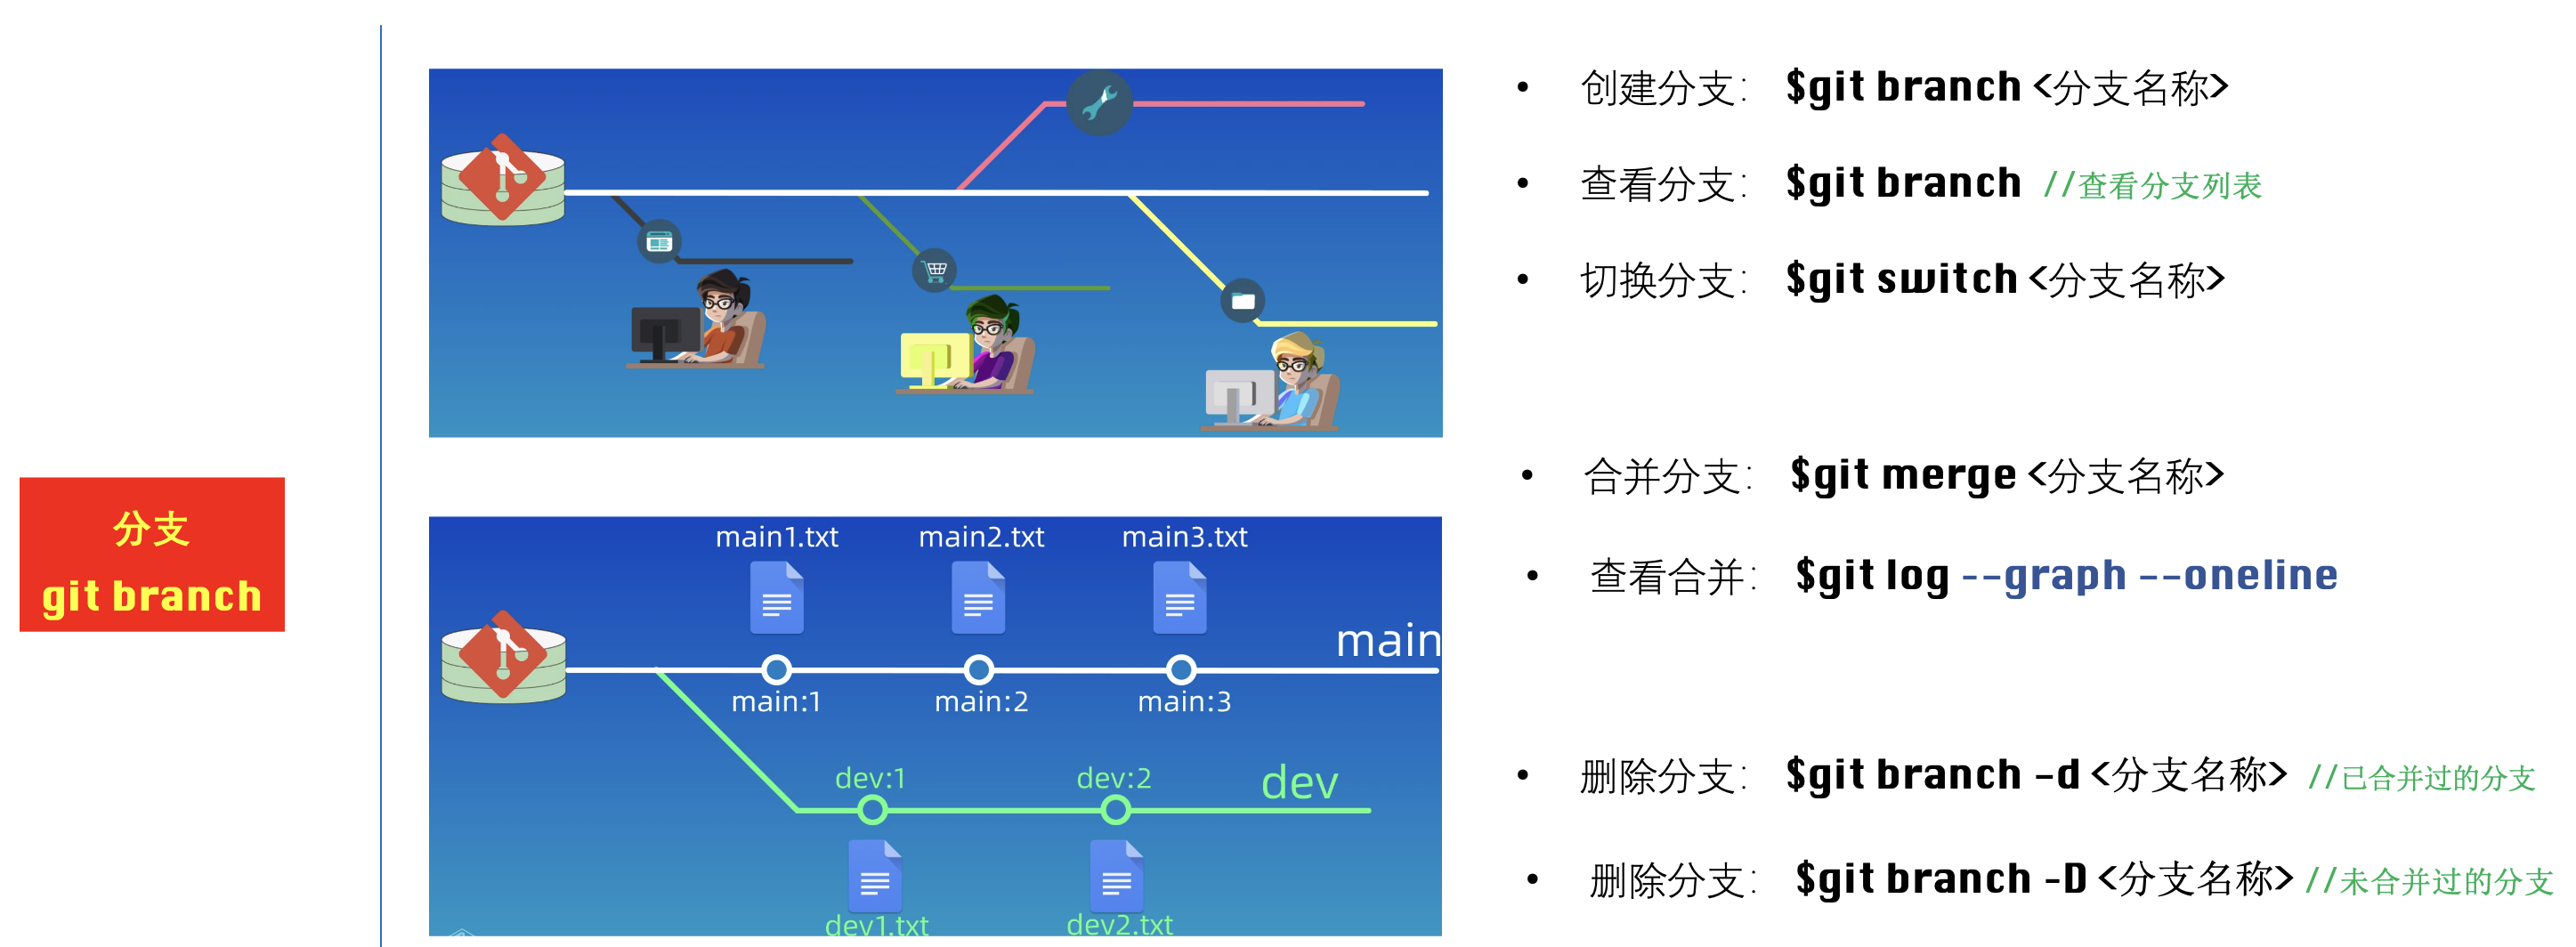 分支
git branch
创建分支： $git branch <分支名称>
查看分支： $git branch //查看分支列表
切换分支： $git switch <分支名称>
合并分支： $git merge <分支名称>
查看合并： $git log --graph --oneline
删除分支： $git branch -d <分支名称> //已合并过的分支
删除分支： $git branch -D <分支名称> //未合并过的分支
main1.txt main2.txt main3.txt
main
main:1 main:2 main:3
dev:1 dev:2 dev
dev1.txt dev2.txt